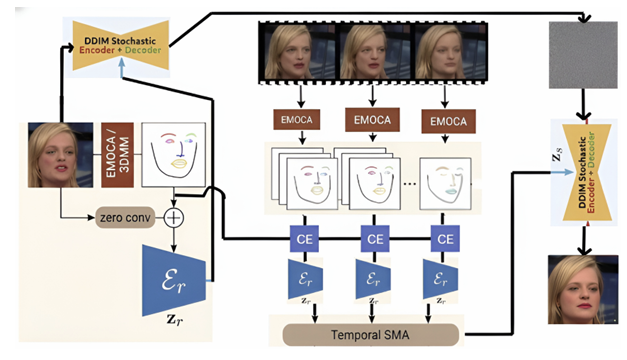 DDIM Stochastic
Encoder + Decoder
EMOCA /
3DMM
zero conv
+
ℰr
zr
EMOCA
EMOCA
EMOCA
...
CE
CE
CE
ℰr
ℰr
ℰr
zr
zr
zr
Temporal SMA
zs
DDIM Stochastic
Encoder + Decoder